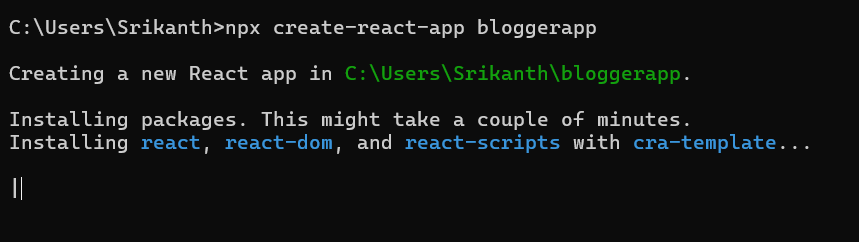 C:\Users\Srikanth>npx create-react-app bloggerapp
Creating a new React app in C:\Users\Srikanth\bloggerapp.
Installing packages. This might take a couple of minutes.
Installing react, react-dom, and react-scripts with cra-template...
|